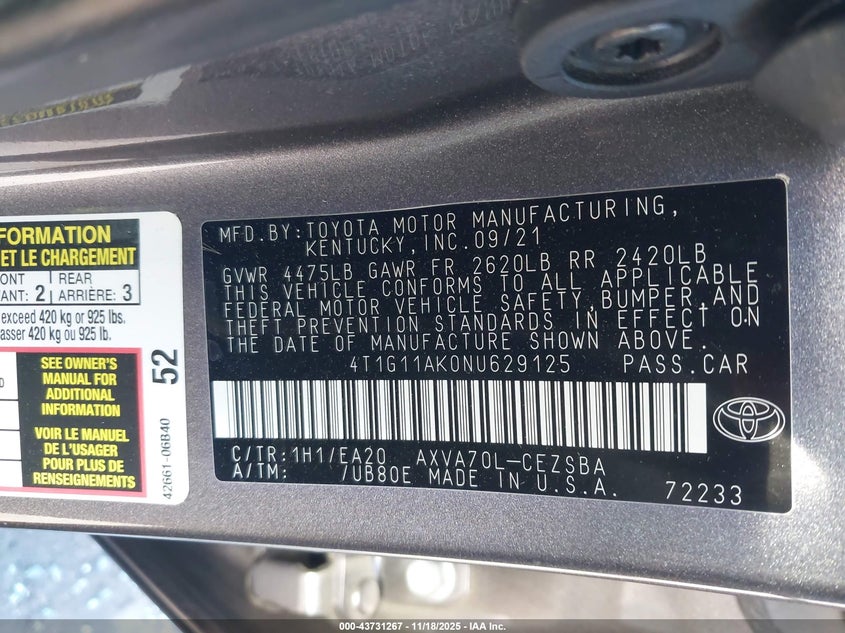 FORMATION
ET LE CHARGEMENT
ONT REAR
ANT: 2 ARRIÈRE: 3
exceed 420 kg or 925 lbs.
asser 420 kg ou 925 lb.
SEE OWNER'S
MANUAL FOR
ADDITIONAL
INFORMATION
VOIR LE MANUEL
DE L'USAGER
POUR PLUS DE
RENSEIGNEMENTS
52
42661-06B40
MFD.BY:TOYOTA MOTOR MANUFACTURING,
KENTUCKY,INC.09/21
GVWR 4475LB GAWR FR 2620LB RR 2420LB
THIS VEHICLE CONFORMS TO ALL APPLICABLE
FEDERAL MOTOR VEHICLE SAFETY,BUMPER,AND
THEFT PREVENTION STANDARDS IN EFFECT ON
THE DATE OF MANUFACTURE SHOWN ABOVE.
4T1G11AK0NU629125 PASS.CAR
C/TR:1H1/EA20 AXVA70L-CEZSBA
A/TM: /UB80E MADE IN U.S.A.
72233
000-43731267 - 11/18/2025 - IAA Inc.